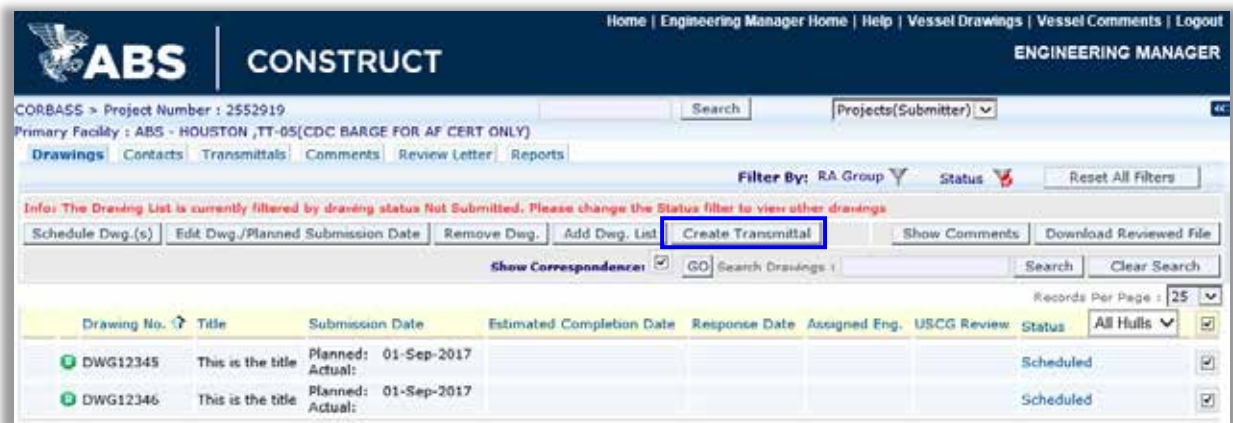 Home | Engineering Manager Home | Help | Vessel Drawings | Vessel Comments | Logout
ABS CONSTRUCT
ENGINEERING MANAGER
CORBASS > Project Number : 2552919 Search Projects(Submitter)
Primary Facility : ABS - HOUSTON ,TT-05(CDC BARGE FOR AF CERT ONLY)
Drawings Contacts Transmittals Comments Review Letter Reports
Filter By: RA Group Status Reset All Filters
Info: The Drawing List is currently filtered by drawing status Not Submitted. Please change the Status filter to view other drawings
Schedule Dwg.(s) Edit Dwg./Planned Submission Date Remove Dwg. Add Dwg. List Create Transmittal Show Comments Download Reviewed File
Show Correspondence: GO Search Drawings : Search Clear Search
Records Per Page : 25
Drawing No. Title Submission Date Estimated Completion Date Response Date Assigned Eng. USCG Review Status All Hulls
DWG12345 This is the title Planned: 01-Sep-2017 Scheduled
Actual:
DWG12346 This is the title Planned: 01-Sep-2017 Scheduled
Actual: